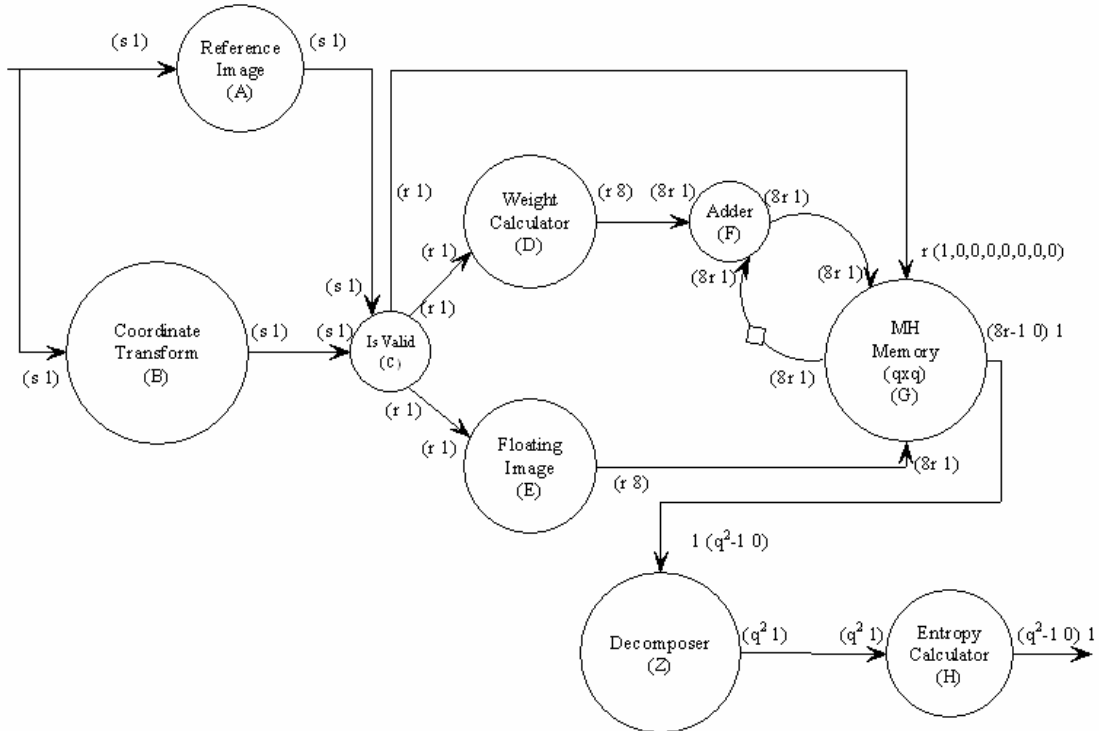 (s 1)
Reference
Image
(A)
(s 1)
(r 1)
Weight
Calculator
(D)
(r 8)
(8r 1)
Adder
(F)
(8r 1)
(r 1)
(8r 1)
(8r 1)
r (1,0,0,0,0,0,0,0)
(s 1)
(r 1)
Coordinate
Transform
(B)
(s 1)
(s 1)
(s 1)
Is Valid
(C)
(8r 1)
MH
Memory
(qxq)
(G)
(8r-1 0) 1
(r 1)
(r 1)
Floating
Image
(E)
(r 8)
(8r 1)
1 (q²-1 0)
Decomposer
(Z)
(q² 1)
(q² 1)
Entropy
Calculator
(H)
(q²-1 0) 1